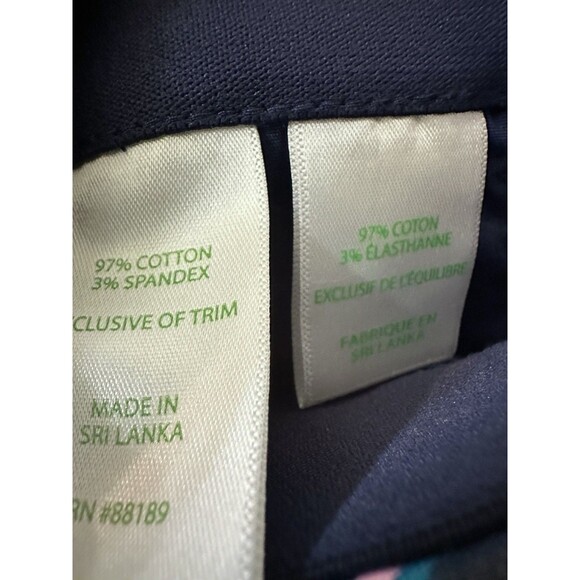 97% COTTON
3% SPANDEX
CLUSIVE OF TRIM
MADE IN
SRI LANKA
RN #88189
97% COTON
3% ÉLASTHANNE
EXCLUSIF DE L'ÉQUILIBRE
FABRIQUE EN
SRI LANKA